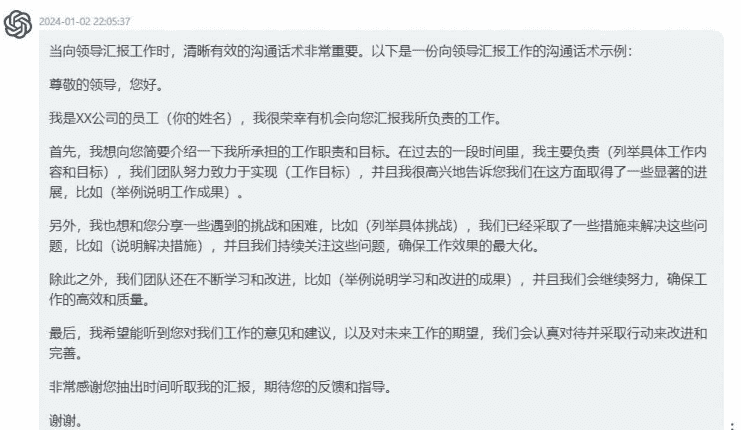 2024-01-02 22:05:37
当向领导汇报工作时，清晰有效的沟通话术非常重要。以下是一份向领导汇报工作的沟通话术示例：
尊敬的领导，您好。
我是XX公司的员工（你的姓名），我很荣幸有机会向您汇报我所负责的工作。
首先，我想向您简要介绍一下我所承担的工作职责和目标。在过去的一段时间里，我主要负责（列举具体工作内
容和目标），我们团队努力致力于实现（工作目标），并且我很高兴地告诉您我们在这方面取得了一些显著的进
展，比如（举例说明工作成果）。
另外，我也想和您分享一些遇到的挑战和困难，比如（列举具体挑战），我们已经采取了一些措施来解决这些问
题，比如（说明解决措施），并且我们持续关注这些问题，确保工作效果的最大化。
除此之外，我们团队还在不断学习和改进，比如（举例说明学习和改进的成果），并且我们会继续努力，确保工
作的高效和质量。
最后，我希望能听到您对我们工作的意见和建议，以及对未来工作的期望，我们会认真对待并采取行动来改进和
完善。
非常感谢您抽出时间听取我的汇报，期待您的反馈和指导。
谢谢。